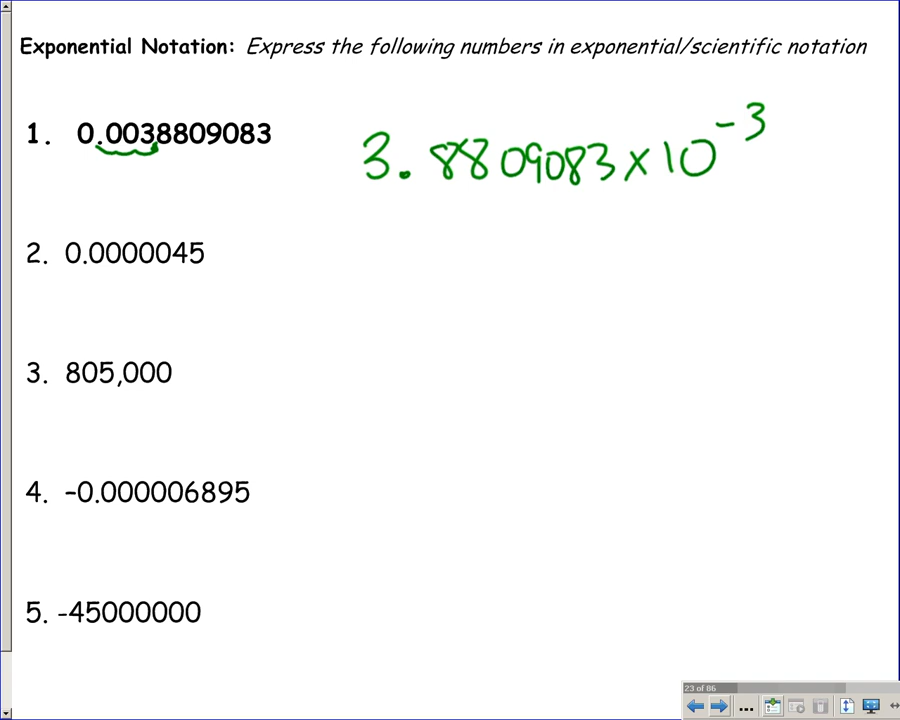 Exponential Notation: Express the following numbers in exponential/scientific notation
1. 0.0038809083 3.8809083 x 10^-3
2. 0.0000045
3. 805,000
4. -0.000006895
5. -45000000
23 of 86